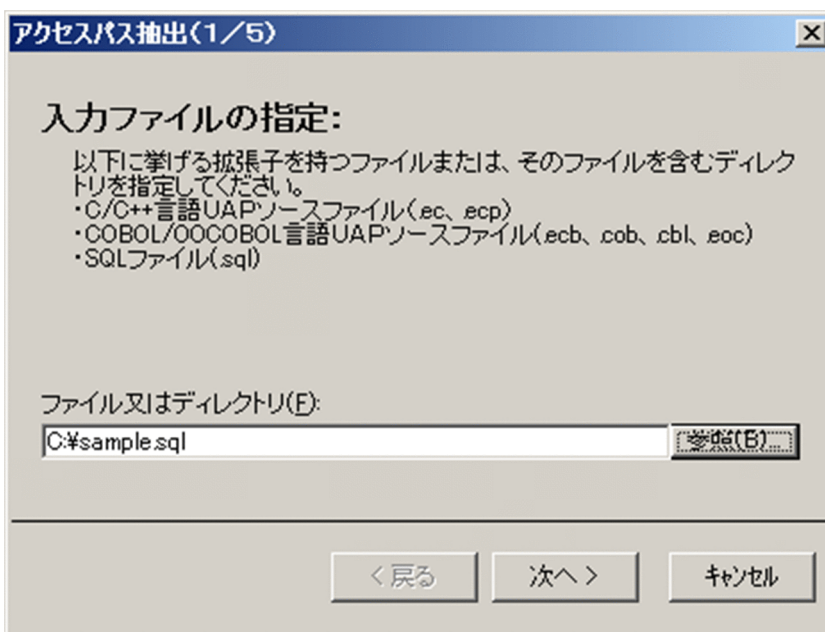 アクセスパス抽出(1/5)
入力ファイルの指定:
以下に挙げる拡張子を持つファイルまたは、そのファイルを含むディレク
トリを指定してください。
・C/C++言語UAPソースファイル(.ec、.ecp)
・COBOL/OOCOBOL言語UAPソースファイル(.ecb、.cob、.cbl、.eoc)
・SQLファイル(.sql)
ファイル又はディレクトリ(F):
C:¥sample.sql
参照(B)...
< 戻る
次へ >
キャンセル